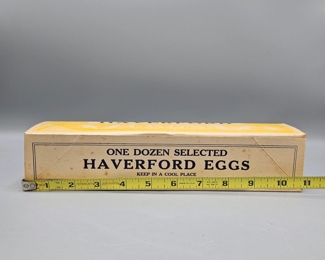 ONE DOZEN SELECTED
HAVERFORD EGGS
KEEP IN A COOL PLACE
1 2 3 4 5 6 7 8 9 10 11